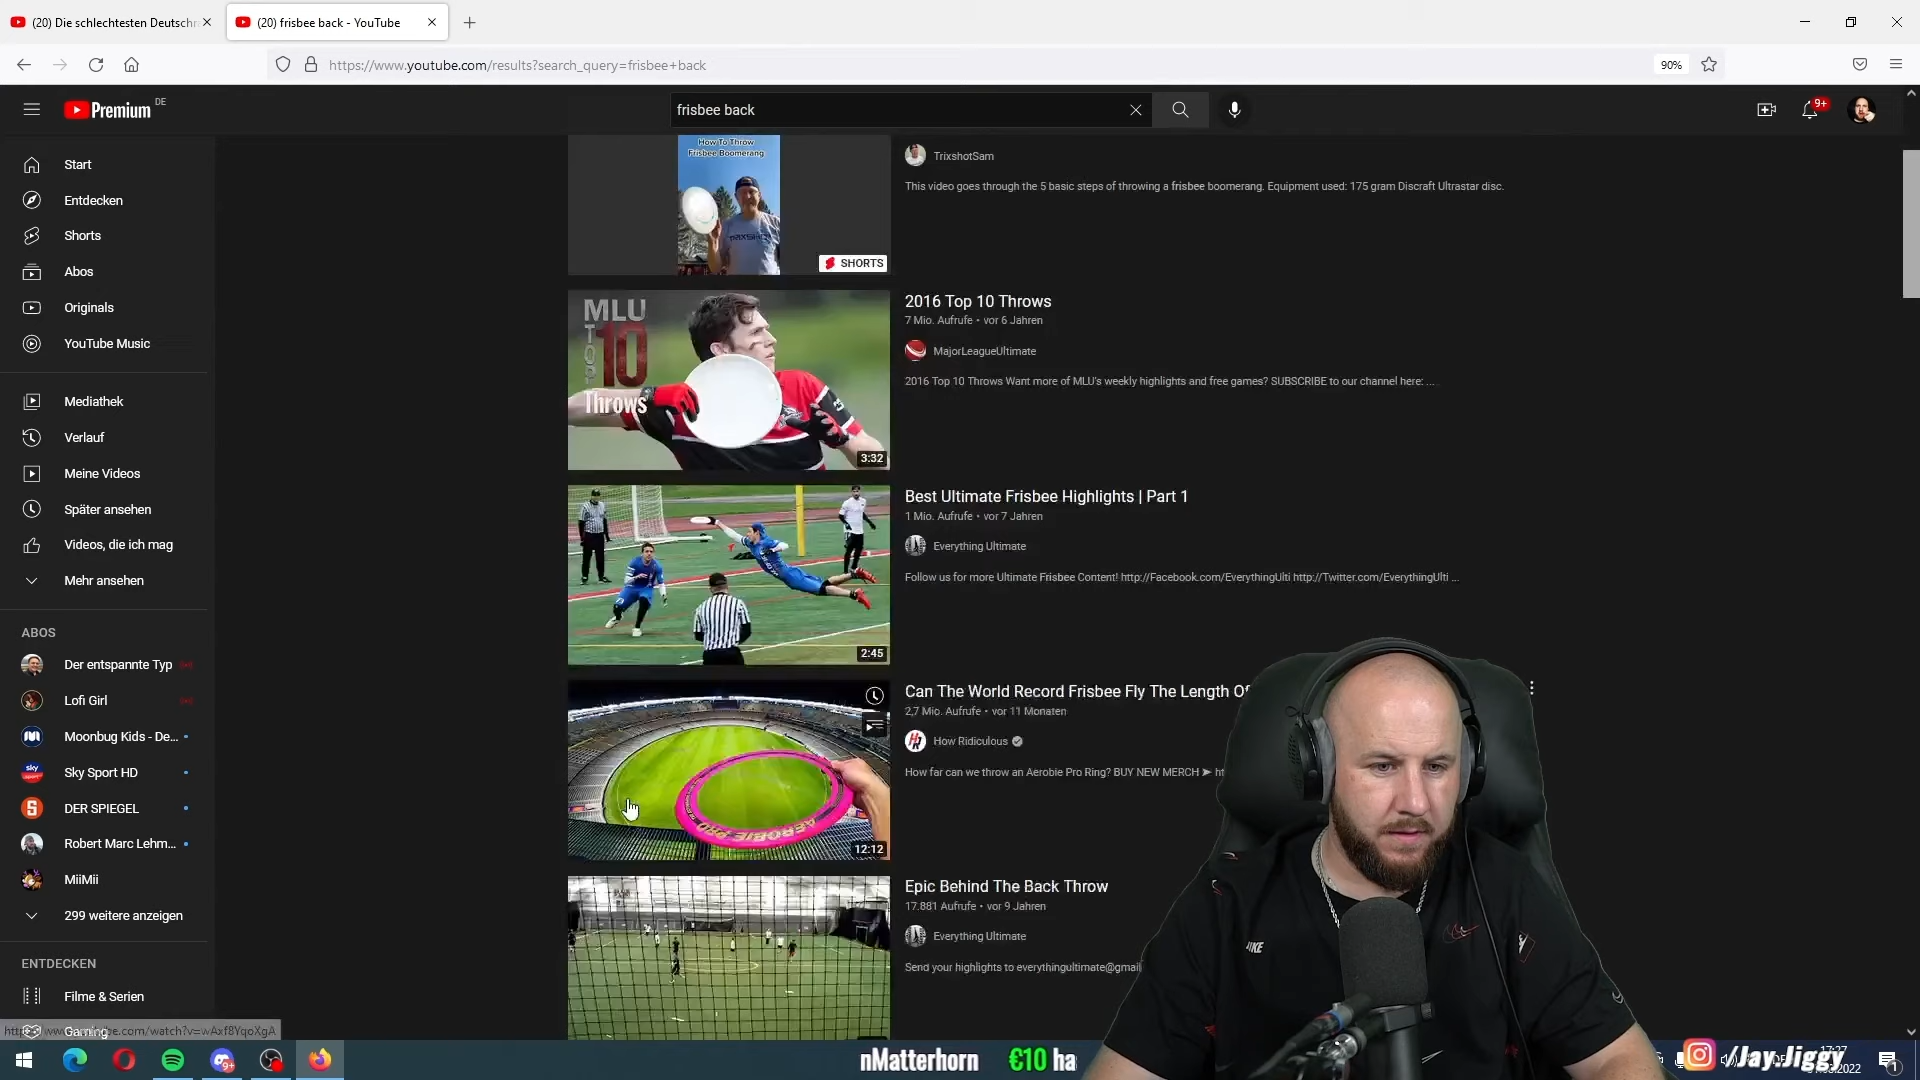 (20) Die schlechtesten Deutschr
(20) frisbee back - YouTube
https://www.youtube.com/results?search_query=frisbee+back
90%
Premium DE
frisbee back
9+
Start
Entdecken
Shorts
Abos
Originals
YouTube Music
Mediathek
Verlauf
Meine Videos
Später ansehen
Videos, die ich mag
Mehr ansehen
ABOS
Der entspannte Typ
Lofi Girl
Moonbug Kids - De...
Sky Sport HD
DER SPIEGEL
Robert Marc Lehm...
MiiMii
299 weitere anzeigen
ENTDECKEN
Filme & Serien
Gaming
How To Throw
Frisbee Boomerang
SHORTS
TrixshotSam
This video goes through the 5 basic steps of throwing a frisbee boomerang. Equipment used: 175 gram Discraft Ultrastar disc.
MLU
TOP
10
Throws
3:32
2016 Top 10 Throws
7 Mio. Aufrufe • vor 6 Jahren
MajorLeagueUltimate
2016 Top 10 Throws Want more of MLU's weekly highlights and free games? SUBSCRIBE to our channel here: ...
2:45
Best Ultimate Frisbee Highlights | Part 1
1 Mio. Aufrufe • vor 7 Jahren
Everything Ultimate
Follow us for more Ultimate Frisbee Content! http://Facebook.com/EverythingUlti http://Twitter.com/EverythingUlti ...
AEROBIE PRO
12:12
Can The World Record Frisbee Fly The Length Of
2,7 Mio. Aufrufe • vor 11 Monaten
How Ridiculous
How far can we throw an Aerobie Pro Ring? BUY NEW MERCH ➤
Epic Behind The Back Throw
17.881 Aufrufe • vor 9 Jahren
Everything Ultimate
Send your highlights to everythingultimate@gmail
sky sport
NIKE
9+
nMatterhorn €10 ha
/JayJiggy
17:27
1